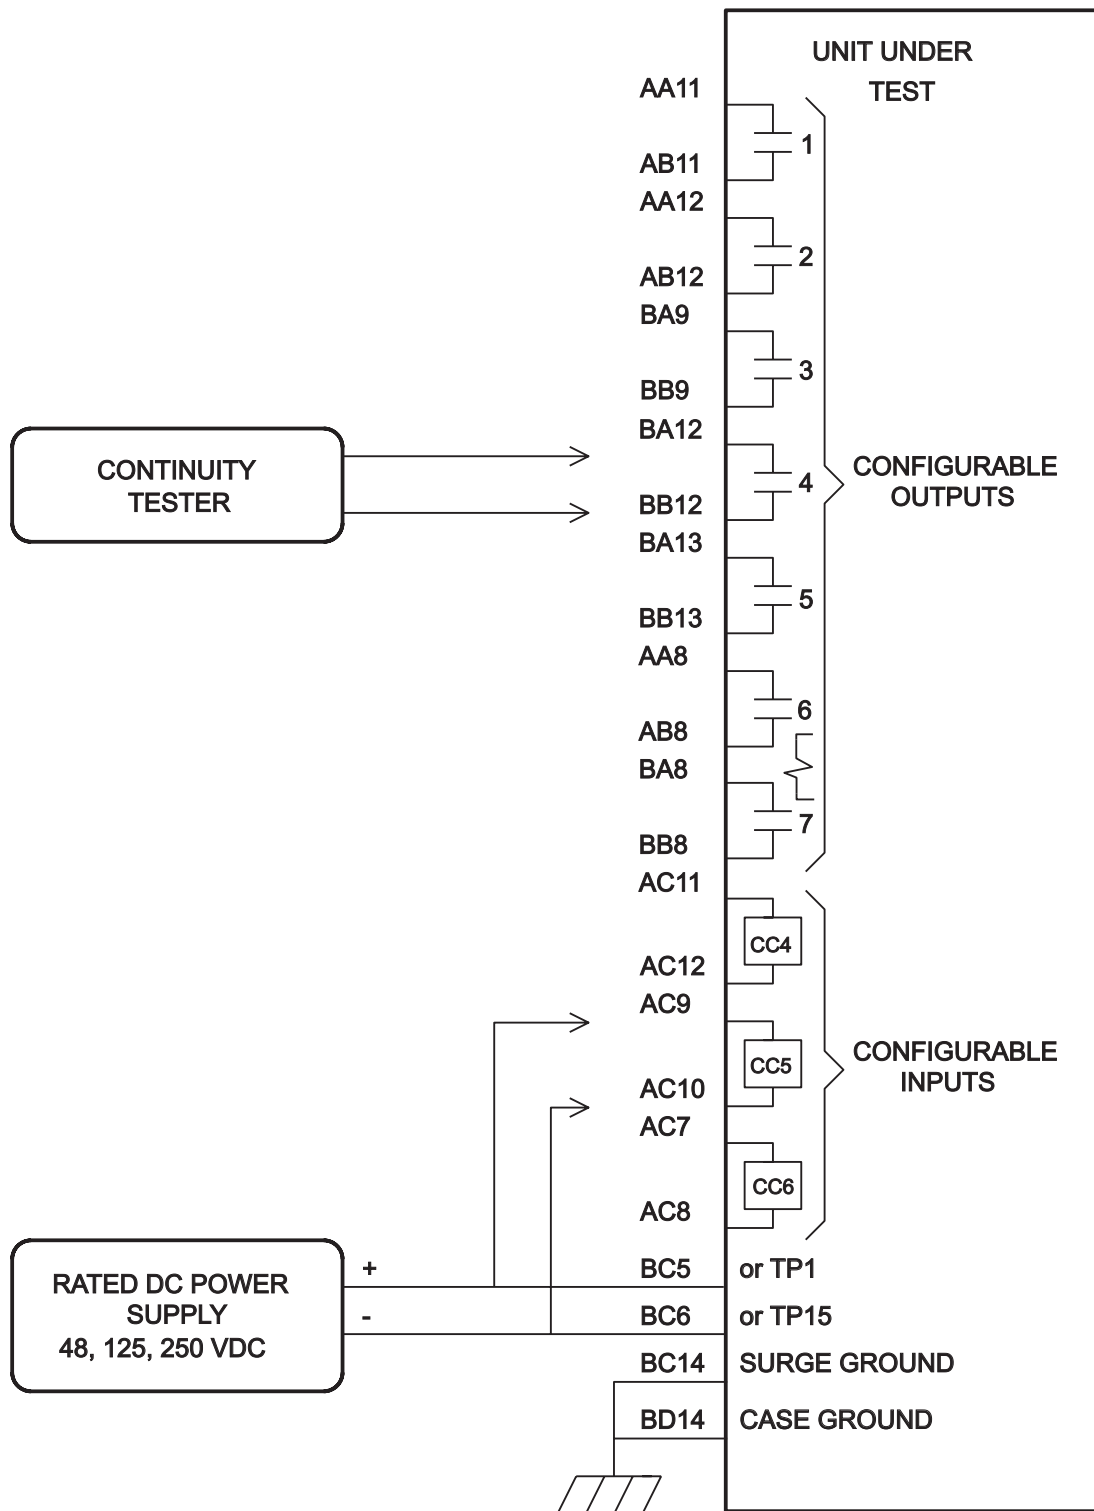 UNIT UNDER
TEST
AA11
1
AB11
AA12
2
AB12
BA9
3
BB9
BA12
4
CONFIGURABLE
OUTPUTS
CONTINUITY
TESTER
BB12
BA13
5
BB13
AA8
6
AB8
BA8
7
BB8
AC11
CC4
AC12
AC9
CC5
CONFIGURABLE
INPUTS
AC10
AC7
CC6
AC8
RATED DC POWER
SUPPLY
48, 125, 250 VDC
+
-
BC5 or TP1
BC6 or TP15
BC14 SURGE GROUND
BD14 CASE GROUND